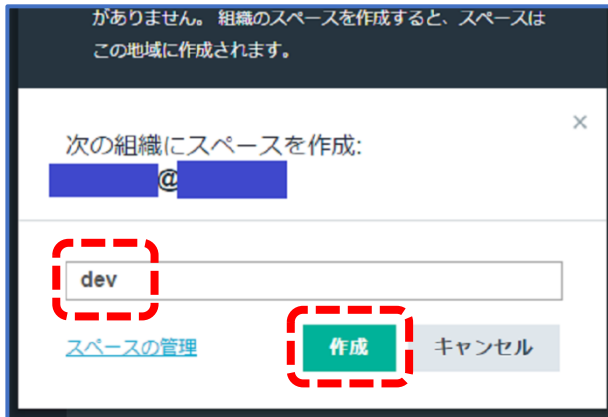 がありません。 組織のスペースを作成すると、スペースは
この地域に作成されます。
×
次の組織にスペースを作成:
@
dev
スペースの管理 作成 キャンセル